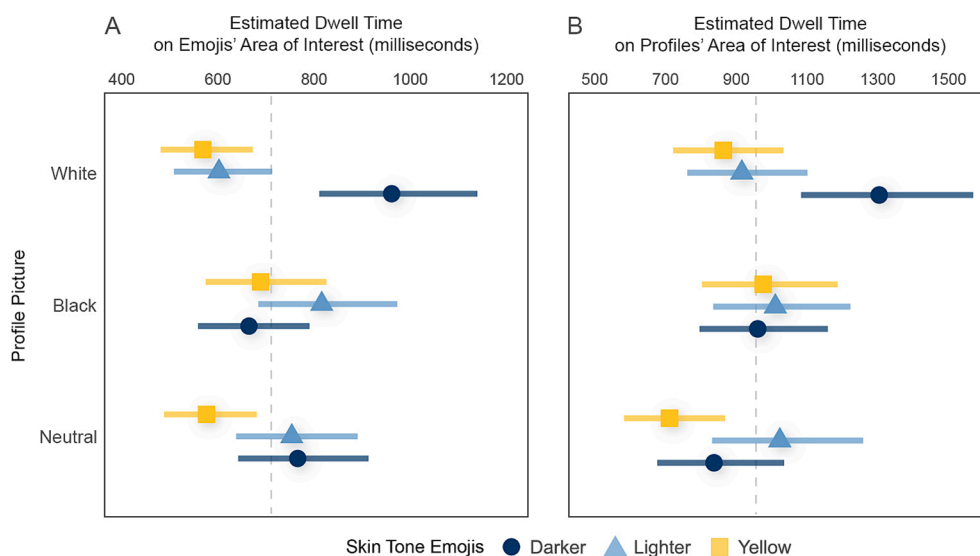 A
Estimated Dwell Time
on Emojis' Area of Interest (milliseconds)
400 600 800 1000 1200
B
Estimated Dwell Time
on Profiles' Area of Interest (milliseconds)
500 700 900 1100 1300 1500
Profile Picture
White
Black
Neutral
Skin Tone Emojis Darker Lighter Yellow